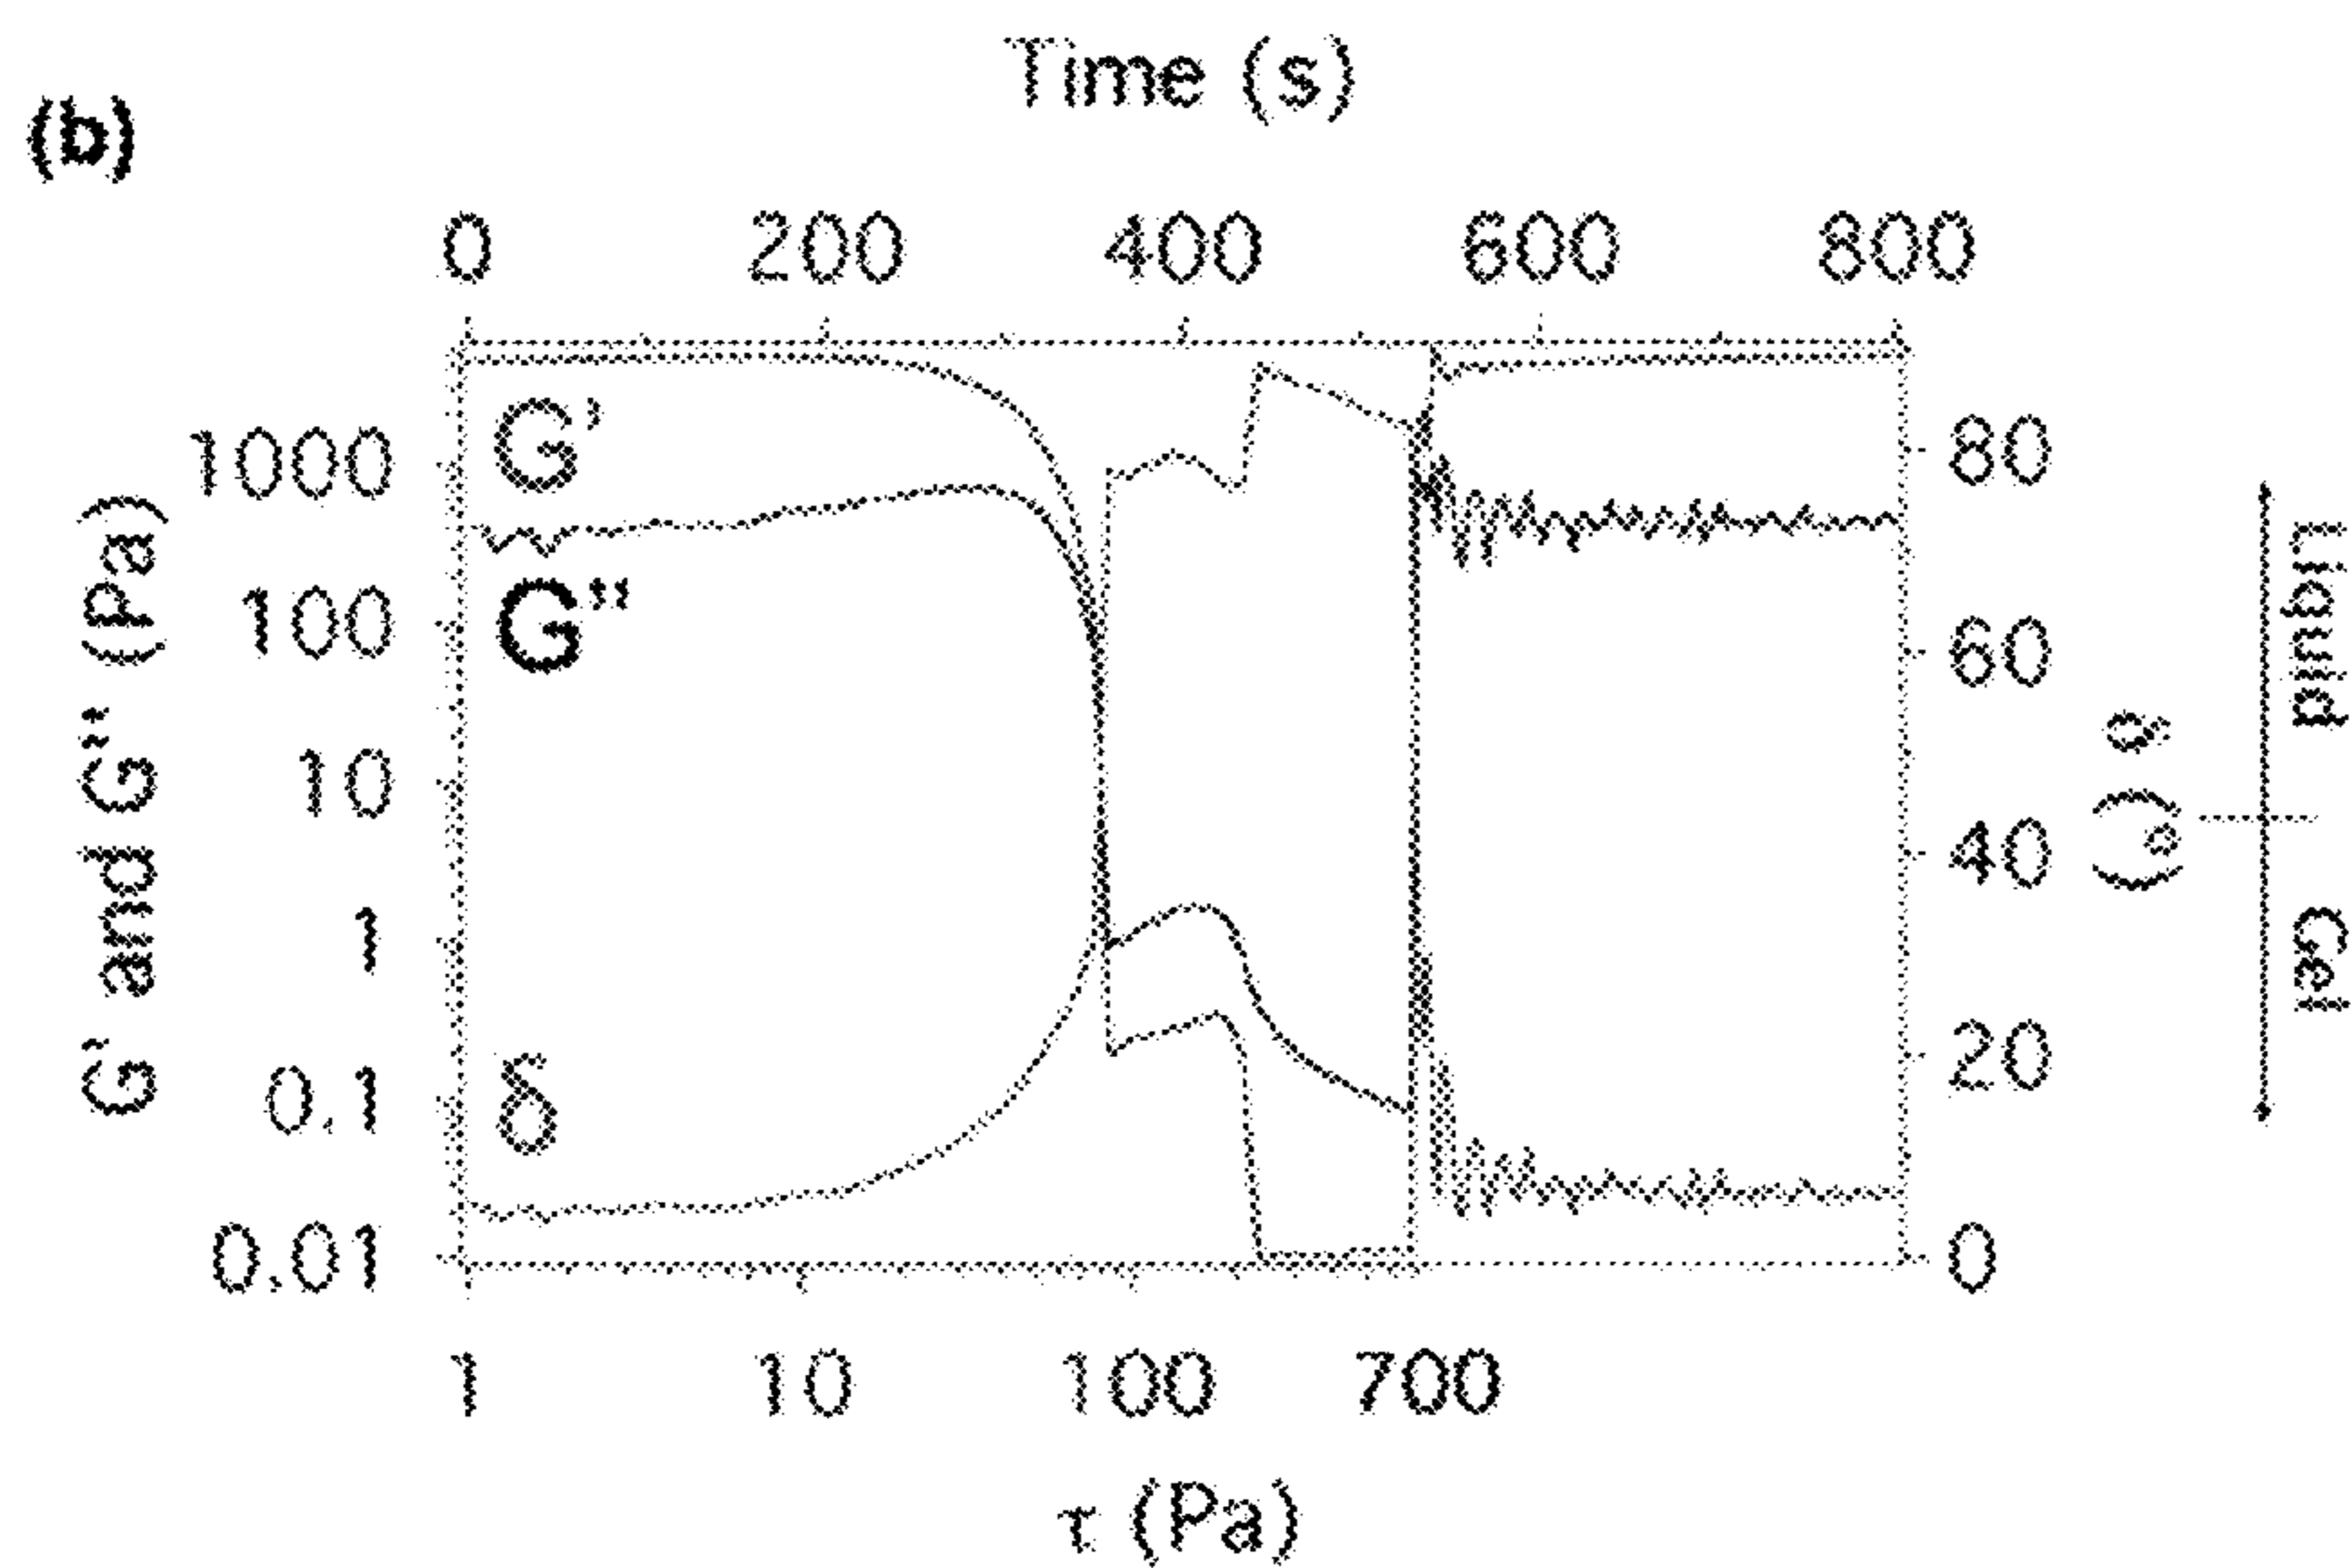 (b)
Time (s)
0 200 400 600 800
G' and G'' (Pa)
1000
100
10
1
0.1
0.01
G'
G''
δ
80
60
40
20
0
δ (°)
Liquid
Gel
1 10 100 700
τ (Pa)